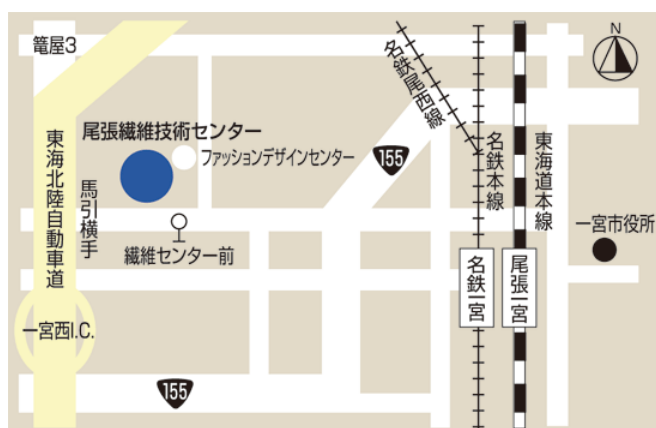 篭屋3
N
名鉄尾西線
尾張繊維技術センター
ファッションデザインセンター
155
名鉄本線
東海道本線
東海北陸自動車道
馬引横手
繊維センター前
一宮市役所
名鉄一宮
尾張一宮
一宮西I.C.
155